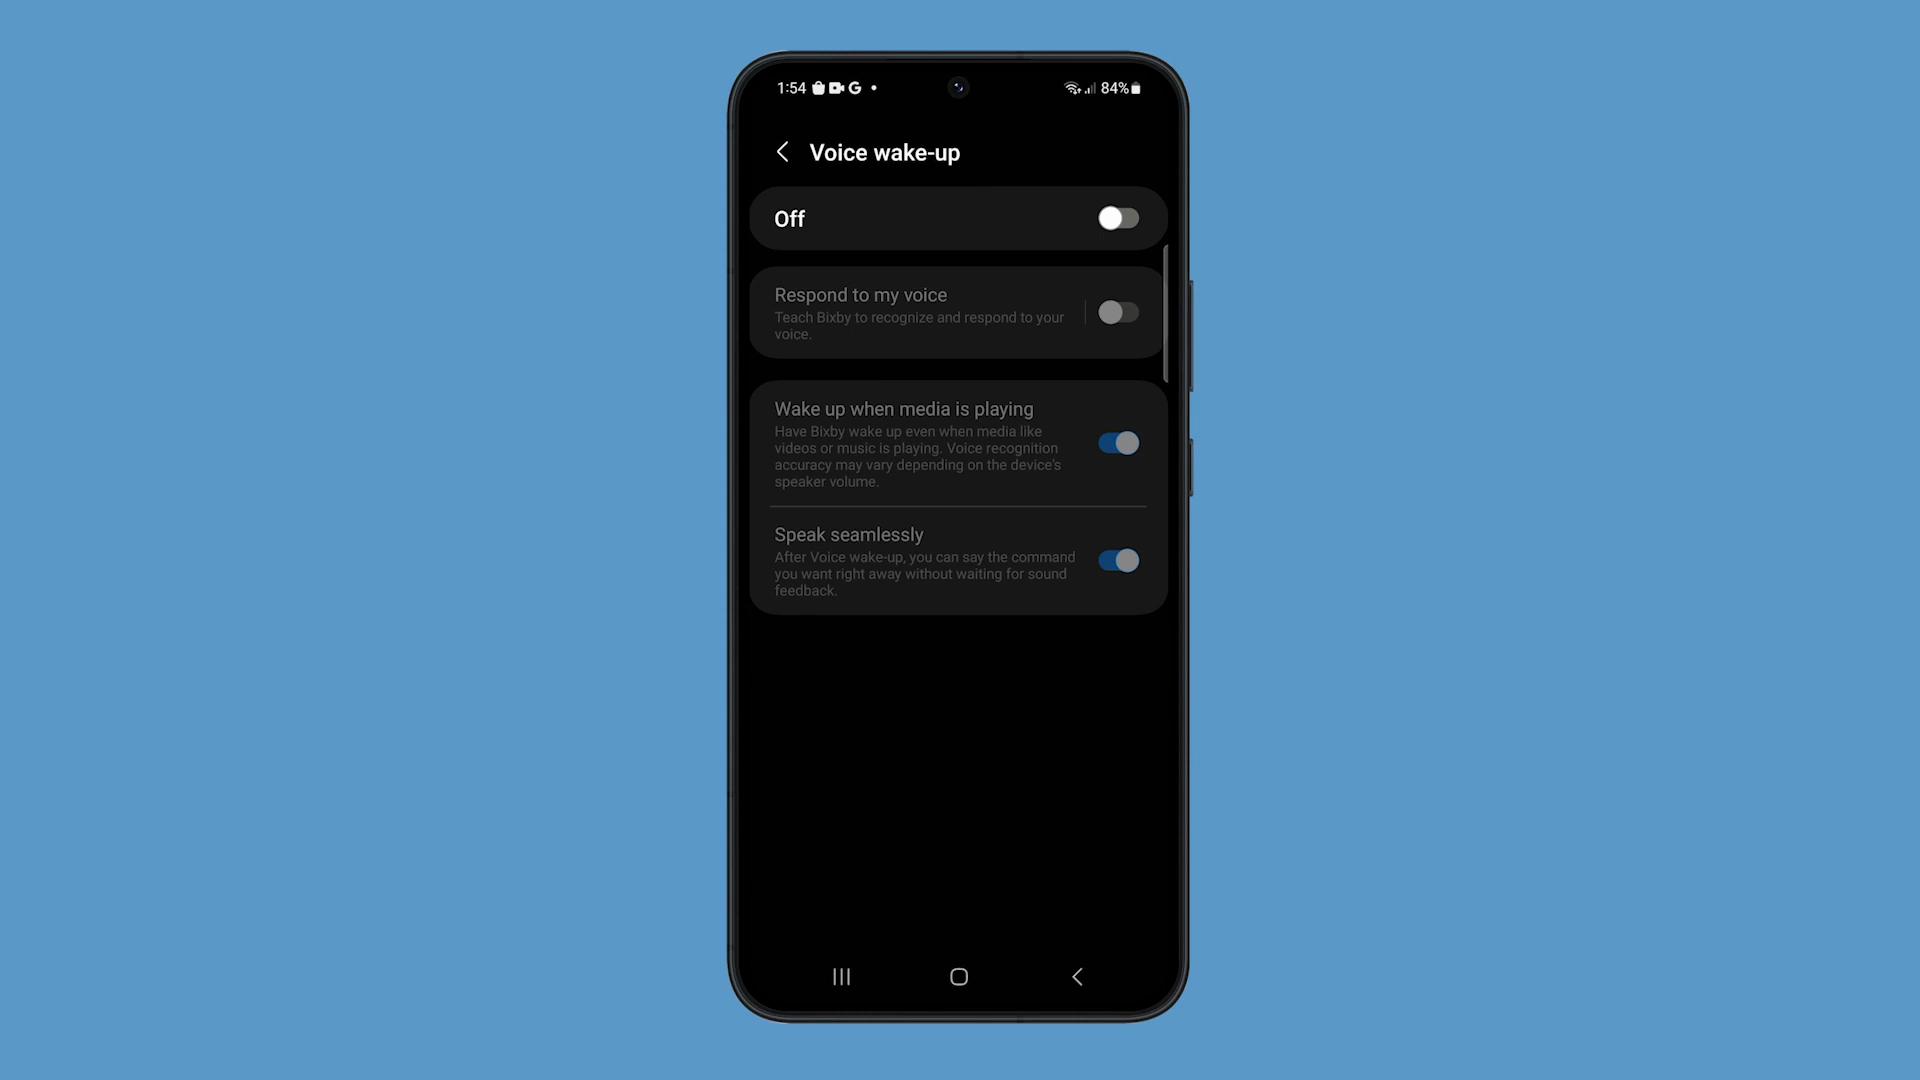 1:54 G 84%
Voice wake-up
Off
Respond to my voice
Teach Bixby to recognize and respond to your
voice.
Wake up when media is playing
Have Bixby wake up even when media like
videos or music is playing. Voice recognition
accuracy may vary depending on the device's
speaker volume.
Speak seamlessly
After Voice wake-up, you can say the command
you want right away without waiting for sound
feedback.